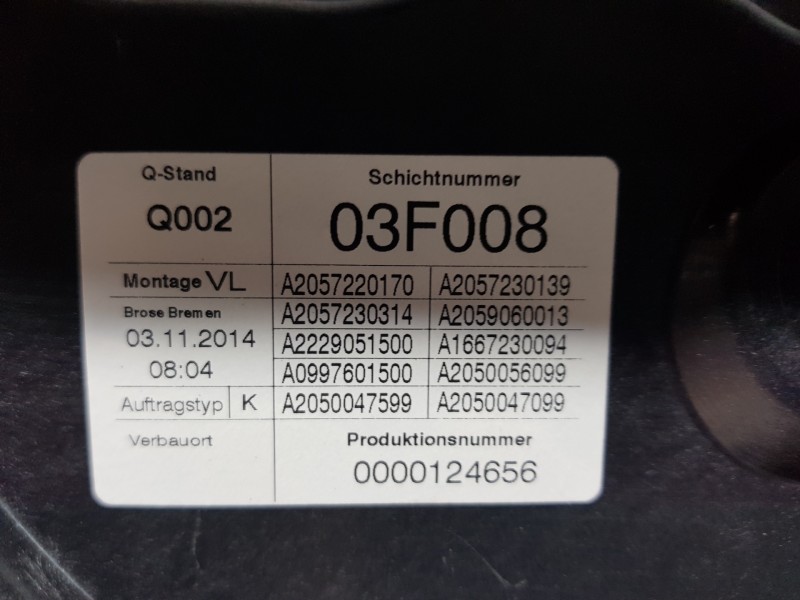 Q-Stand Schichtnummer
Q002 03F008
Montage VL A2057220170 A2057230139
Brose Bremen A2057230314 A2059060013
03.11.2014 A2229051500 A1667230094
08:04 A0997601500 A2050056099
Auftragstyp K A2050047599 A2050047099
Verbauort Produktionsnummer
0000124656